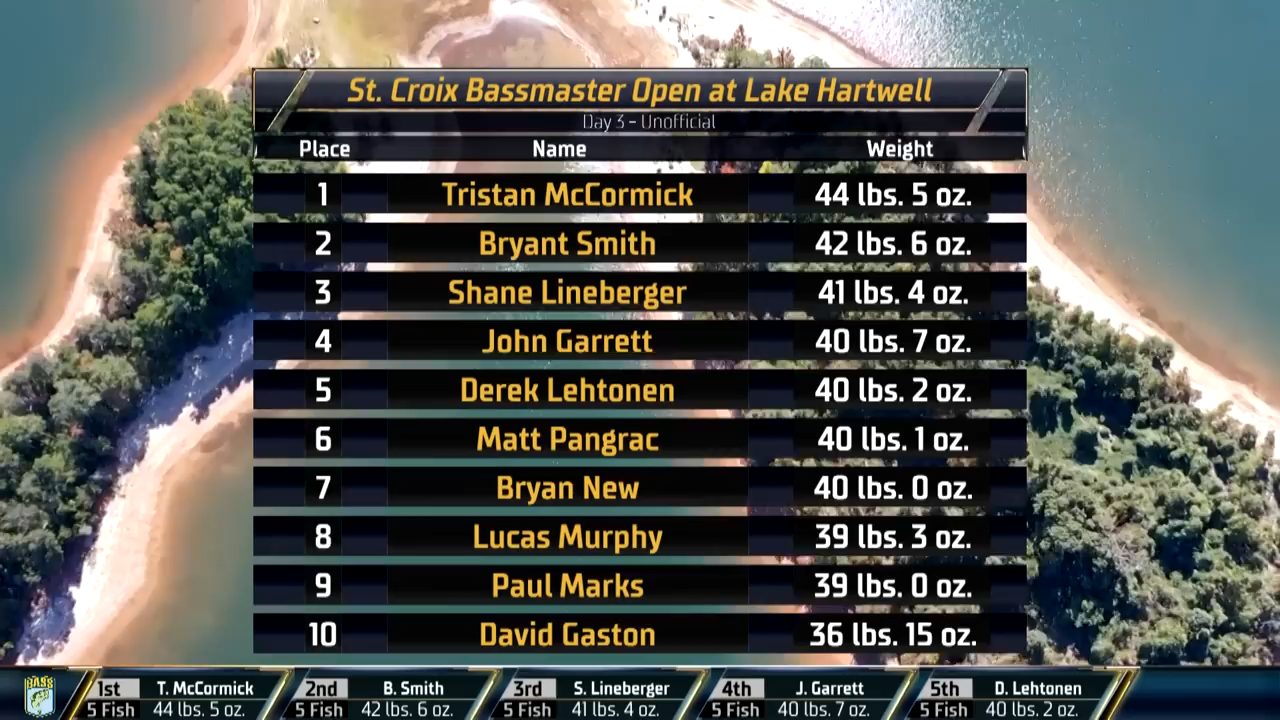 St. Croix Bassmaster Open at Lake Hartwell
Day 3 - Unofficial
Place Name Weight
1 Tristan McCormick 44 lbs. 5 oz.
2 Bryant Smith 42 lbs. 6 oz.
3 Shane Lineberger 41 lbs. 4 oz.
4 John Garrett 40 lbs. 7 oz.
5 Derek Lehtonen 40 lbs. 2 oz.
6 Matt Pangrac 40 lbs. 1 oz.
7 Bryan New 40 lbs. 0 oz.
8 Lucas Murphy 39 lbs. 3 oz.
9 Paul Marks 39 lbs. 0 oz.
10 David Gaston 36 lbs. 15 oz.
BASS
1st T. McCormick 2nd B. Smith 3rd S. Lineberger 4th J. Garrett 5th D. Lehtonen
5 Fish 44 lbs. 5 oz. 5 Fish 42 lbs. 6 oz. 5 Fish 41 lbs. 4 oz. 5 Fish 40 lbs. 7 oz. 5 Fish 40 lbs. 2 oz.